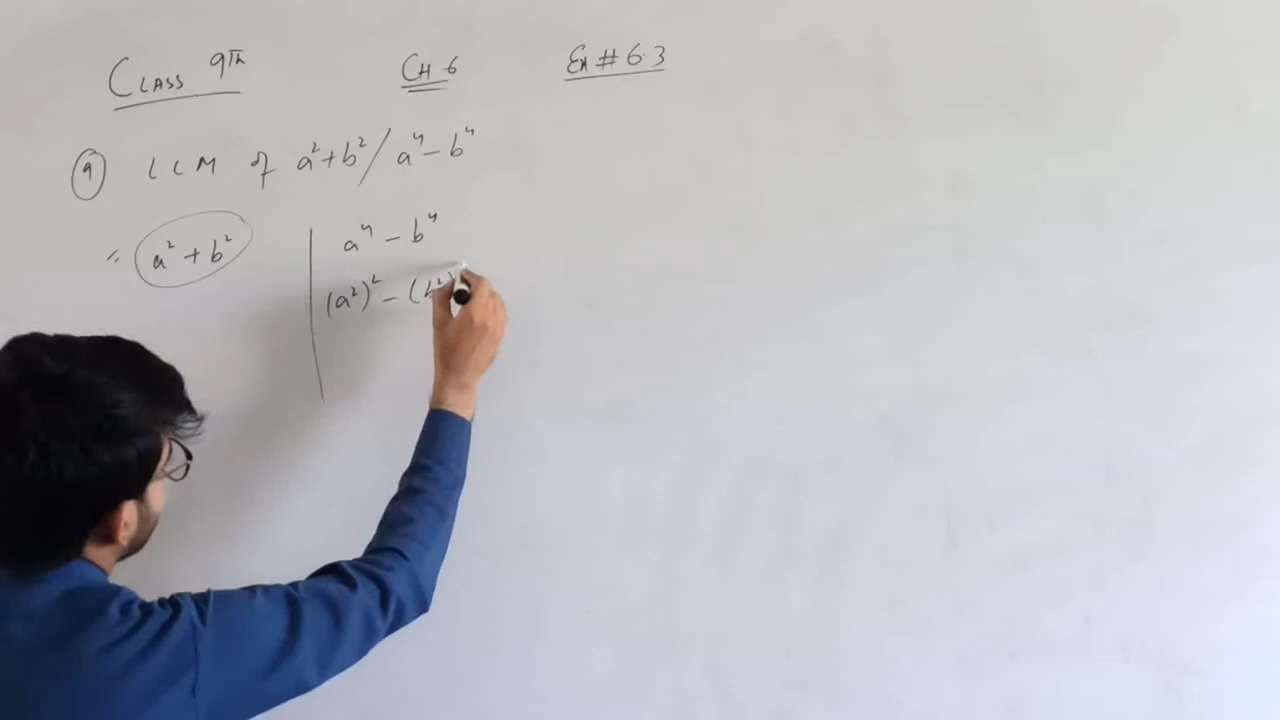 CLASS 9Th CH 6 Ex # 6.3
9 LCM of a²+b² / a⁴-b⁴
= a²+b² | a⁴-b⁴
(a²)² - (b²)